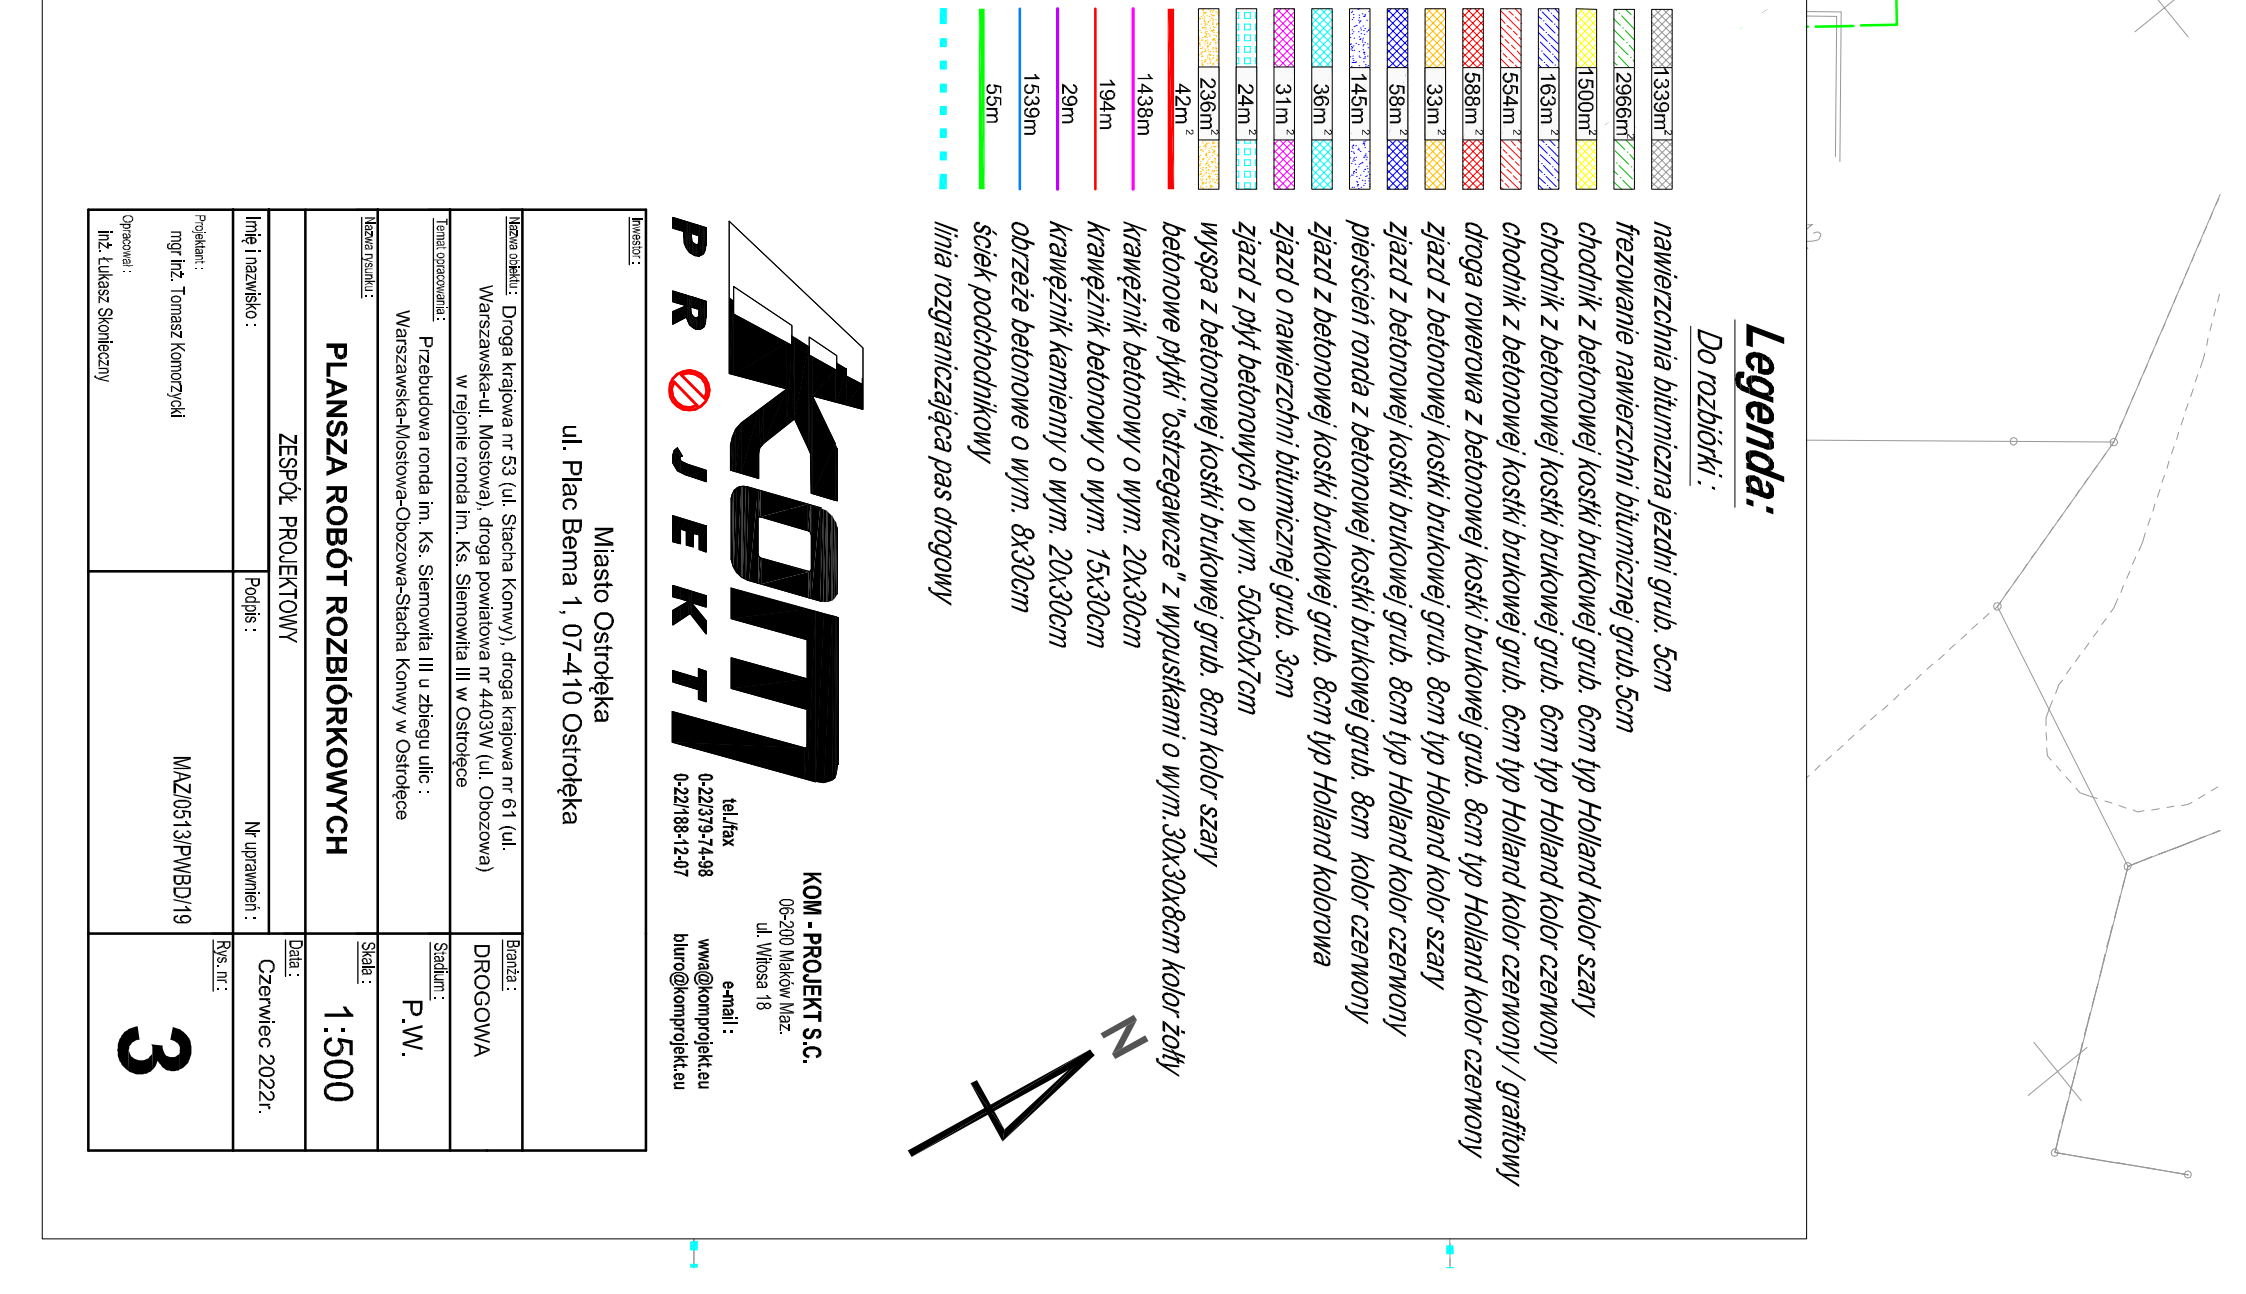 Legenda:
Do rozbiórki :
1339m² nawierzchnia bitumiczna jezdni grub. 5cm
2966m² frezowanie nawierzchni bitumicznej grub.5cm
1500m² chodnik z betonowej kostki brukowej grub. 6cm typ Holland kolor szary
163m² chodnik z betonowej kostki brukowej grub. 6cm typ Holland kolor czerwony
554m² chodnik z betonowej kostki brukowej grub. 6cm typ Holland kolor czerwony / grafitowy
588m² droga rowerowa z betonowej kostki brukowej grub. 8cm typ Holland kolor czerwony
33m² zjazd z betonowej kostki brukowej grub. 8cm typ Holland kolor szary
58m² zjazd z betonowej kostki brukowej grub. 8cm typ Holland kolor czerwony
145m² pierścień ronda z betonowej kostki brukowej grub. 8cm kolor czerwony
36m² zjazd z betonowej kostki brukowej grub. 8cm typ Holland kolorowa
31m² zjazd o nawierzchni bitumicznej grub. 3cm
24m² zjazd z płyt betonowych o wym. 50x50x7cm
236m² wyspa z betonowej kostki brukowej grub. 8cm kolor szary
42m² betonowe płytki "ostrzegawcze" z wypustkami o wym.30x30x8cm kolor żołty
1438m krawężnik betonowy o wym. 20x30cm
194m krawężnik betonowy o wym. 15x30cm
29m krawężnik kamienny o wym. 20x30cm
1539m obrzeże betonowe o wym. 8x30cm
55m ściek podchodnikowy
linia rozgraniczająca pas drogowy
N
KOM
PROJEKT
KOM - PROJEKT S.C.
06-200 Maków Maz.
ul. Witosa 18
tel./fax
0-22/379-74-98
0-22/188-12-07
e-mail :
wwa@komprojekt.eu
biuro@komprojekt.eu
Inwestor :
Miasto Ostrołęka
ul. Plac Bema 1, 07-410 Ostrołęka
Nazwa obiektu : Droga krajowa nr 53 (ul. Stacha Konwy), droga krajowa nr 61 (ul.
Warszawska-ul. Mostowa), droga powiatowa nr 4403W (ul. Obozowa)
w rejonie ronda im. Ks. Siemowita III w Ostrołęce
Branża :
DROGOWA
Temat opracowania :
Przebudowa ronda im. Ks. Siemowita III u zbiegu ulic :
Warszawska-Mostowa-Obozowa-Stacha Konwy w Ostrołęce
Stadium :
P.W.
Nazwa rysunku :
PLANSZA ROBÓT ROZBIÓRKOWYCH
Skala :
1:500
ZESPÓŁ PROJEKTOWY
Data :
Czerwiec 2022r.
Imię i nazwisko :
Podpis :
Nr uprawnień :
Projektant :
mgr inż. Tomasz Komorzycki
MAZ/0513/PWBD/19
Opracował :
inż. Łukasz Skonieczny
Rys. nr :
3